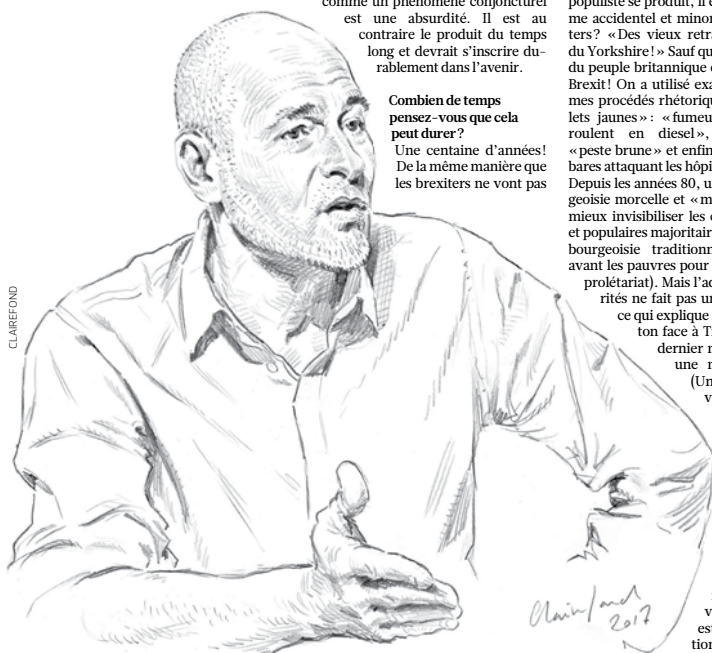 comme un phénomène conjoncturel
est une absurdité. Il est au
contraire le produit du temps
long et devrait s'inscrire du-
rablement dans l'avenir.
Combien de temps
pensez-vous que cela
peut durer ?
Une centaine d'années!
De la même manière que
les brexiters ne vont pas
populiste se produit, il e
me accidentel et minor
ters? «Des vieux retra
du Yorkshire!» Sauf qu
du peuple britannique
Brexit! On a utilisé exa
mes procédés rhétoriqu
lets jaunes»: «fumeu
roulent en diesel»,
«peste brune» et enfin
bares attaquant les hôpi
Depuis les années 80, u
geoisie morcelle et «m
mieux invisibiliser les
et populaires majoritair
bourgeoisie traditionn
avant les pauvres pour
prolétariat). Mais l'ac
rités ne fait pas un
ce qui explique
ton face à T
dernier
une
(Un
v
v
est
tion
CLAIREFOND
2017